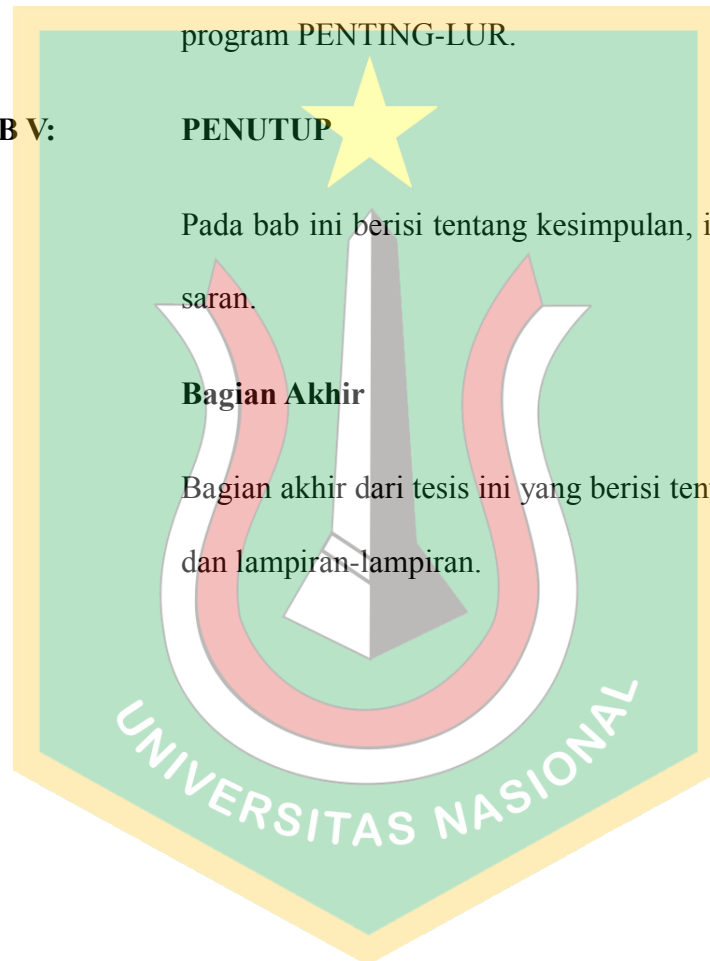 program PENTING-LUR.
B V: PENUTUP
Pada bab ini berisi tentang kesimpulan, i
saran.
Bagian Akhir
Bagian akhir dari tesis ini yang berisi tent
dan lampiran-lampiran.
UNIVERSITAS NASIONAL